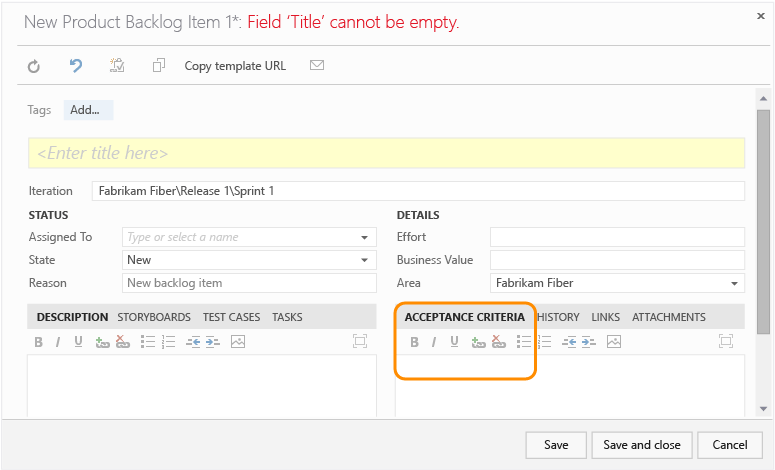 New Product Backlog Item 1*: Field ‘Title’ cannot be empty.
Copy template URL
Tags Add...
<Enter title here>
Iteration Fabrikam Fiber\Release 1\Sprint 1
STATUS DETAILS
Assigned To Type or select a name Effort
State New Business Value
Reason New backlog item Area Fabrikam Fiber
DESCRIPTION STORYBOARDS TEST CASES TASKS ACCEPTANCE CRITERIA HISTORY LINKS ATTACHMENTS
B I U B I U
Save Save and close Cancel